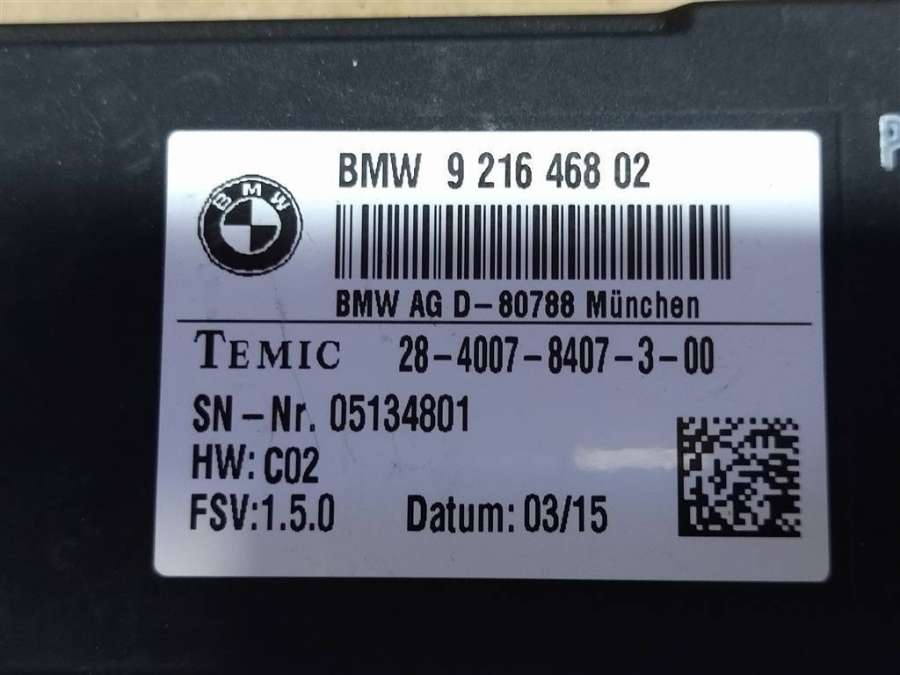 BMW 9 216 468 02
BMW
BMW AG D-80788 München
TEMIC 28-4007-8407-3-00
SN-Nr. 05134801
HW: C02
FSV:1.5.0 Datum: 03/15